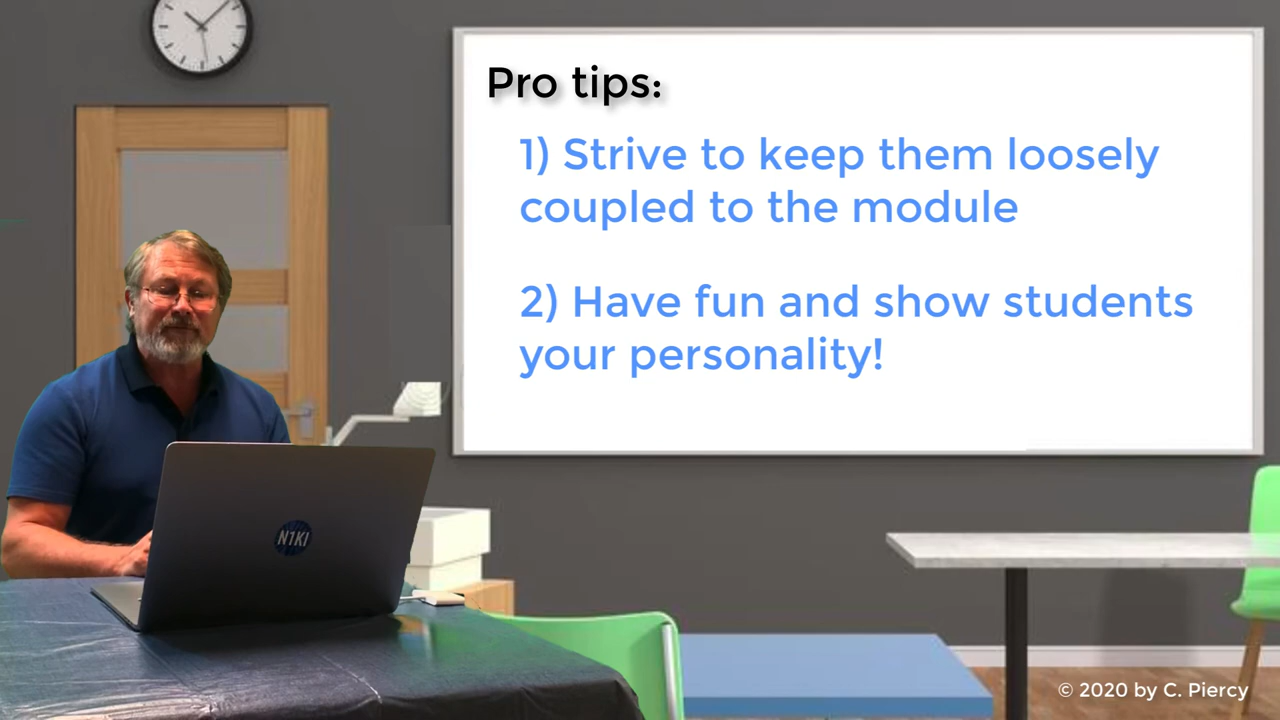 Pro tips:
1) Strive to keep them loosely
coupled to the module
2) Have fun and show students
your personality!
N1KI
© 2020 by C. Piercy